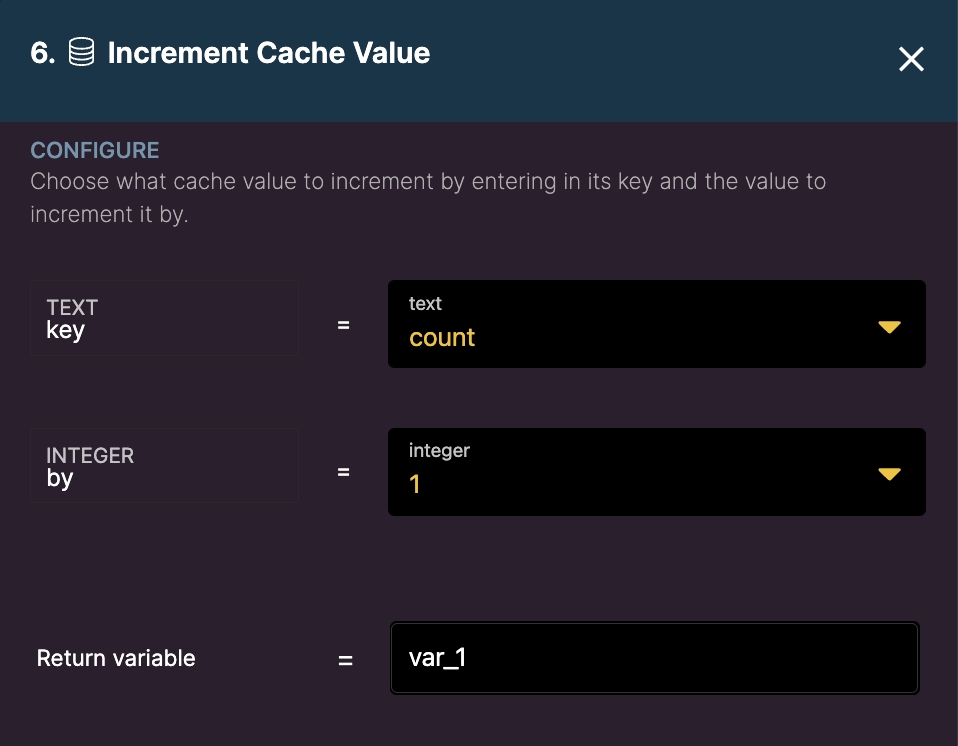 6. Increment Cache Value
CONFIGURE
Choose what cache value to increment by entering in its key and the value to
increment it by.
TEXT
key
=
text
count
INTEGER
by
=
integer
1
Return variable
=
var_1